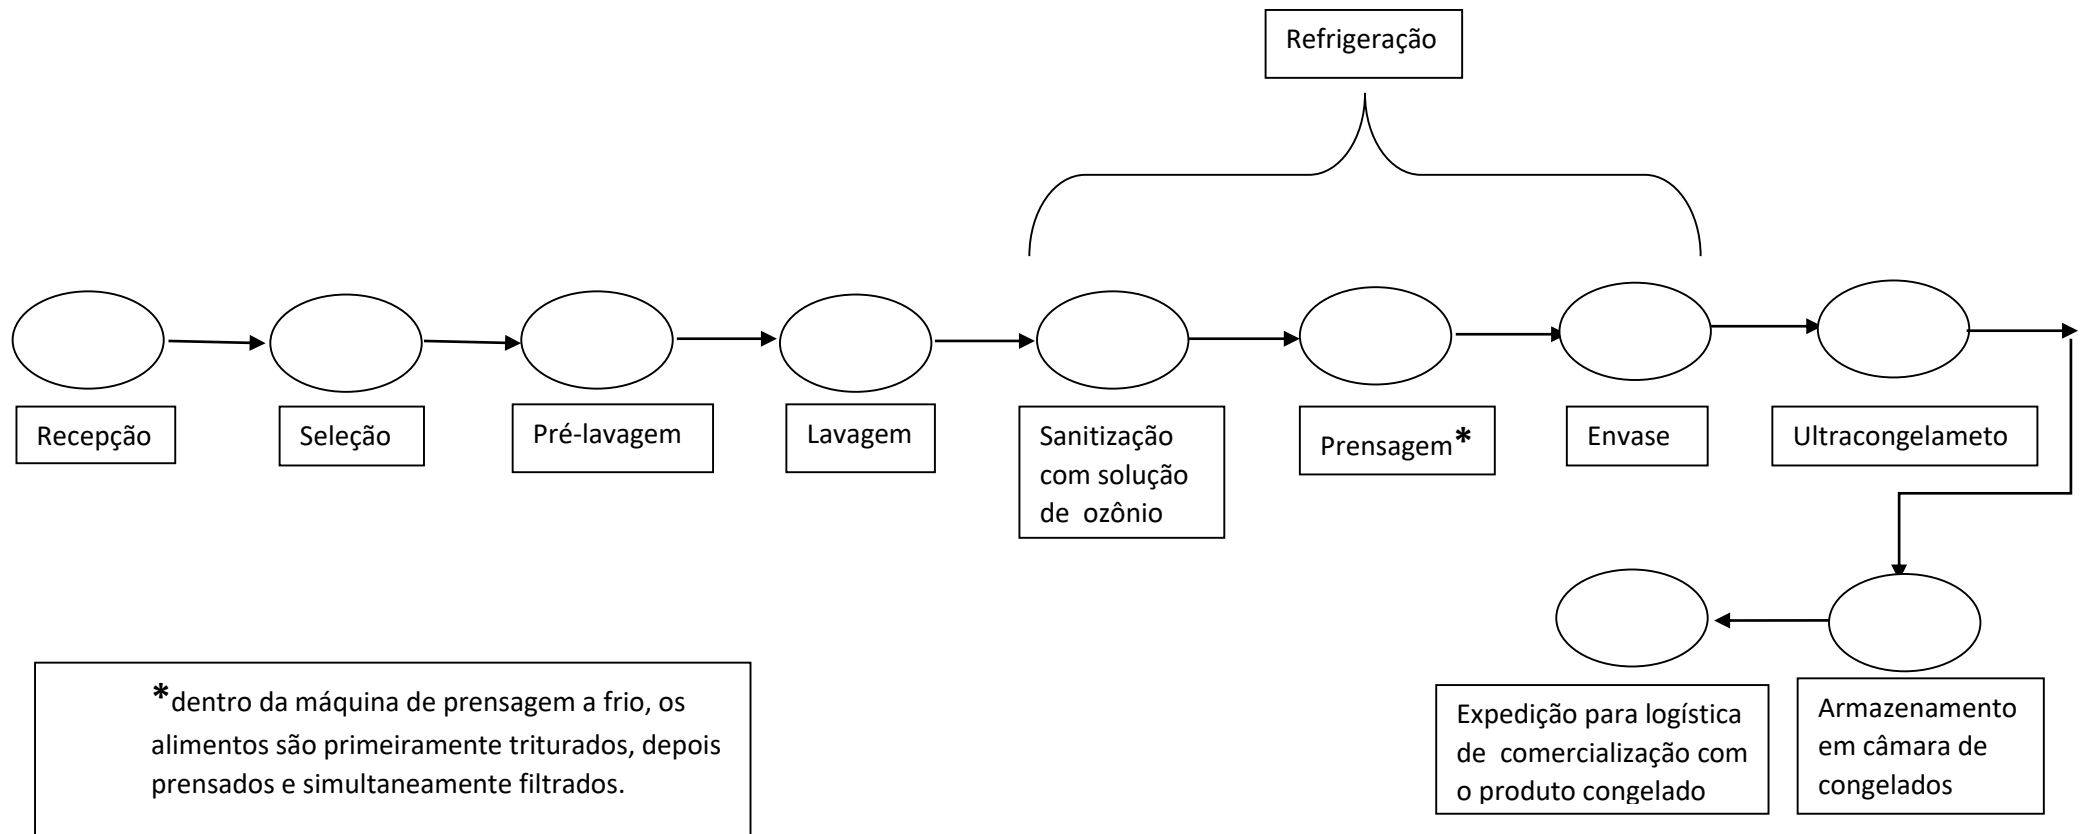 Refrigeração
Recepção
Seleção
Pré-lavagem
Lavagem
Sanitização
com solução
de ozônio
Prensagem*
Envase
Ultracongelameto
Expedição para logística
de comercialização com
o produto congelado
Armazenamento
em câmara de
congelados
*dentro da máquina de prensagem a frio, os
alimentos são primeiramente triturados, depois
prensados e simultaneamente filtrados.